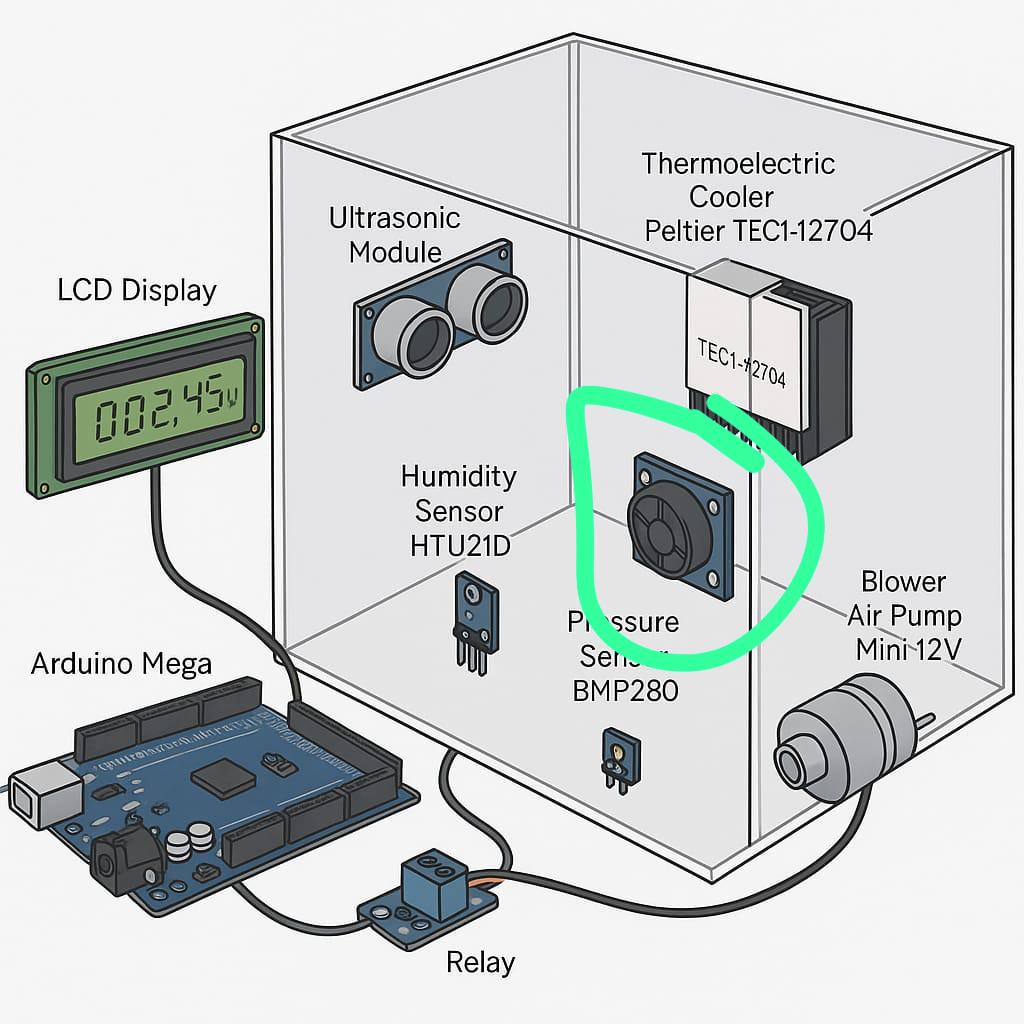 Thermoelectric
Cooler
Peltier TEC1-12704
Ultrasonic
Module
LCD Display
002,45v
TEC1-12704
Humidity
Sensor
HTU21D
Blower
Air Pump
Mini 12V
Pressure
Sensor
BMP280
Arduino Mega
Relay